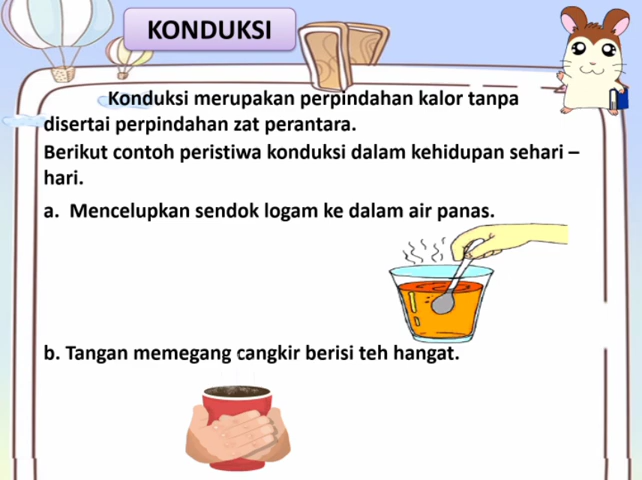 KONDUKSI
Konduksi merupakan perpindahan kalor tanpa
disertai perpindahan zat perantara.
Berikut contoh peristiwa konduksi dalam kehidupan sehari –
hari.
a. Mencelupkan sendok logam ke dalam air panas.
b. Tangan memegang cangkir berisi teh hangat.